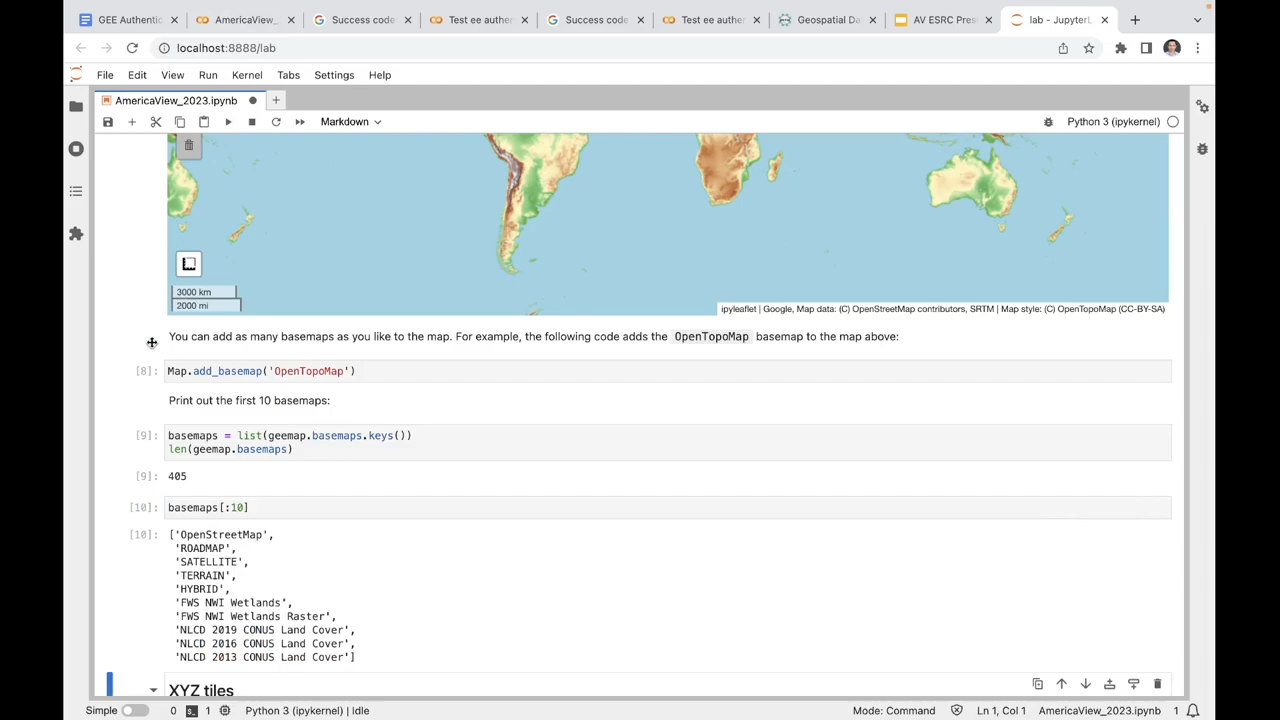 GEE Authentic
AmericaView_
Success code
Test ee auther
Success code
Test ee auther
Geospatial Da
AV ESRC Pres
lab - JupyterL
localhost:8888/lab
File Edit View Run Kernel Tabs Settings Help
AmericaView_2023.ipynb
Markdown
Python 3 (ipykernel)
3000 km
2000 mi
ipyleaflet | Google, Map data: (C) OpenStreetMap contributors, SRTM | Map style: (C) OpenTopoMap (CC-BY-SA)
You can add as many basemaps as you like to the map. For example, the following code adds the OpenTopoMap basemap to the map above:
[8]: Map.add_basemap('OpenTopoMap')
Print out the first 10 basemaps:
[9]: basemaps = list(geemap.basemaps.keys())
len(geemap.basemaps)
[9]: 405
[10]: basemaps[:10]
[10]: ['OpenStreetMap',
'ROADMAP',
'SATELLITE',
'TERRAIN',
'HYBRID',
'FWS NWI Wetlands',
'FWS NWI Wetlands Raster',
'NLCD 2019 CONUS Land Cover',
'NLCD 2016 CONUS Land Cover',
'NLCD 2013 CONUS Land Cover']
XYZ tiles
Simple 0 1 Python 3 (ipykernel) | Idle Mode: Command Ln 1, Col 1 AmericaView_2023.ipynb 1